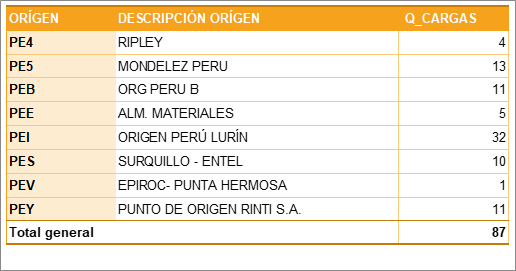 ORÍGEN DESCRIPCIÓN ORÍGEN Q_CARGAS
PE4 RIPLEY 4
PE5 MONDELEZ PERU 13
PEB ORG PERU B 11
PEE ALM. MATERIALES 5
PEI ORIGEN PERÚ LURÍN 32
PES SURQUILLO - ENTEL 10
PEV EPIROC- PUNTA HERMOSA 1
PEY PUNTO DE ORIGEN RINTI S.A. 11
Total general 87